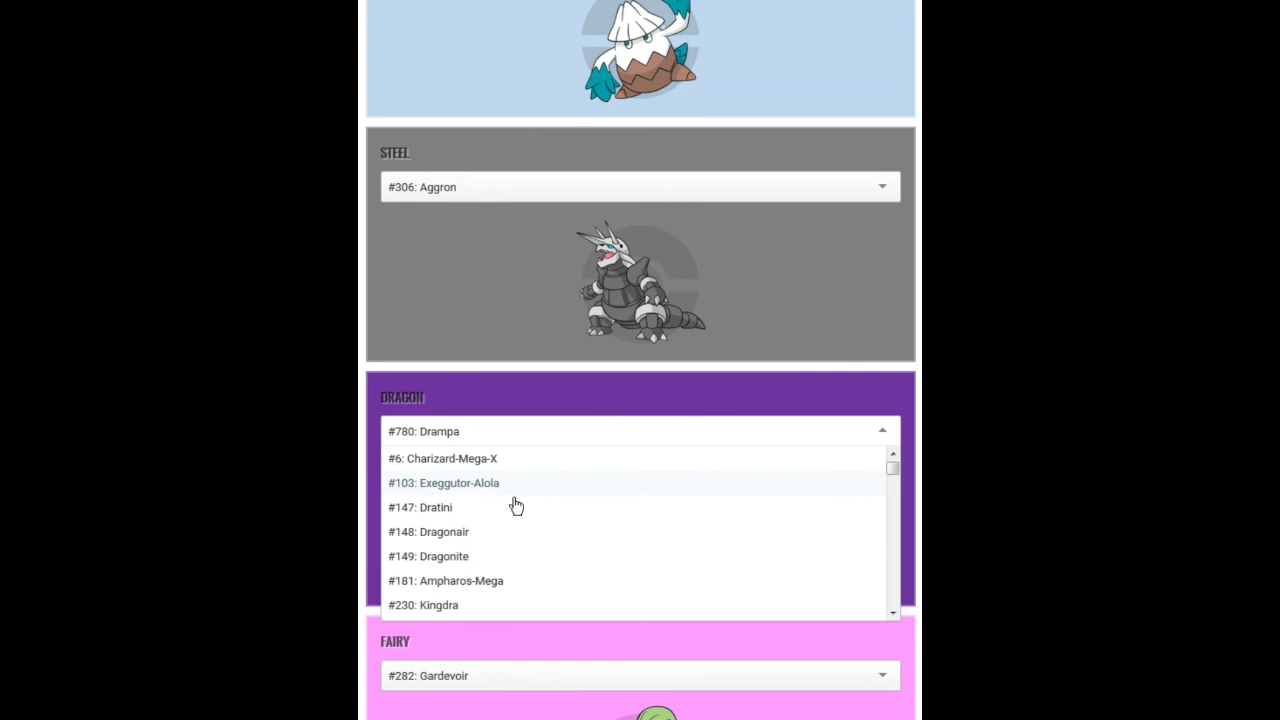 STEEL
#306: Aggron
DRAGON
#780: Drampa
#6: Charizard-Mega-X
#103: Exeggutor-Alola
#147: Dratini
#148: Dragonair
#149: Dragonite
#181: Ampharos-Mega
#230: Kingdra
FAIRY
#282: Gardevoir